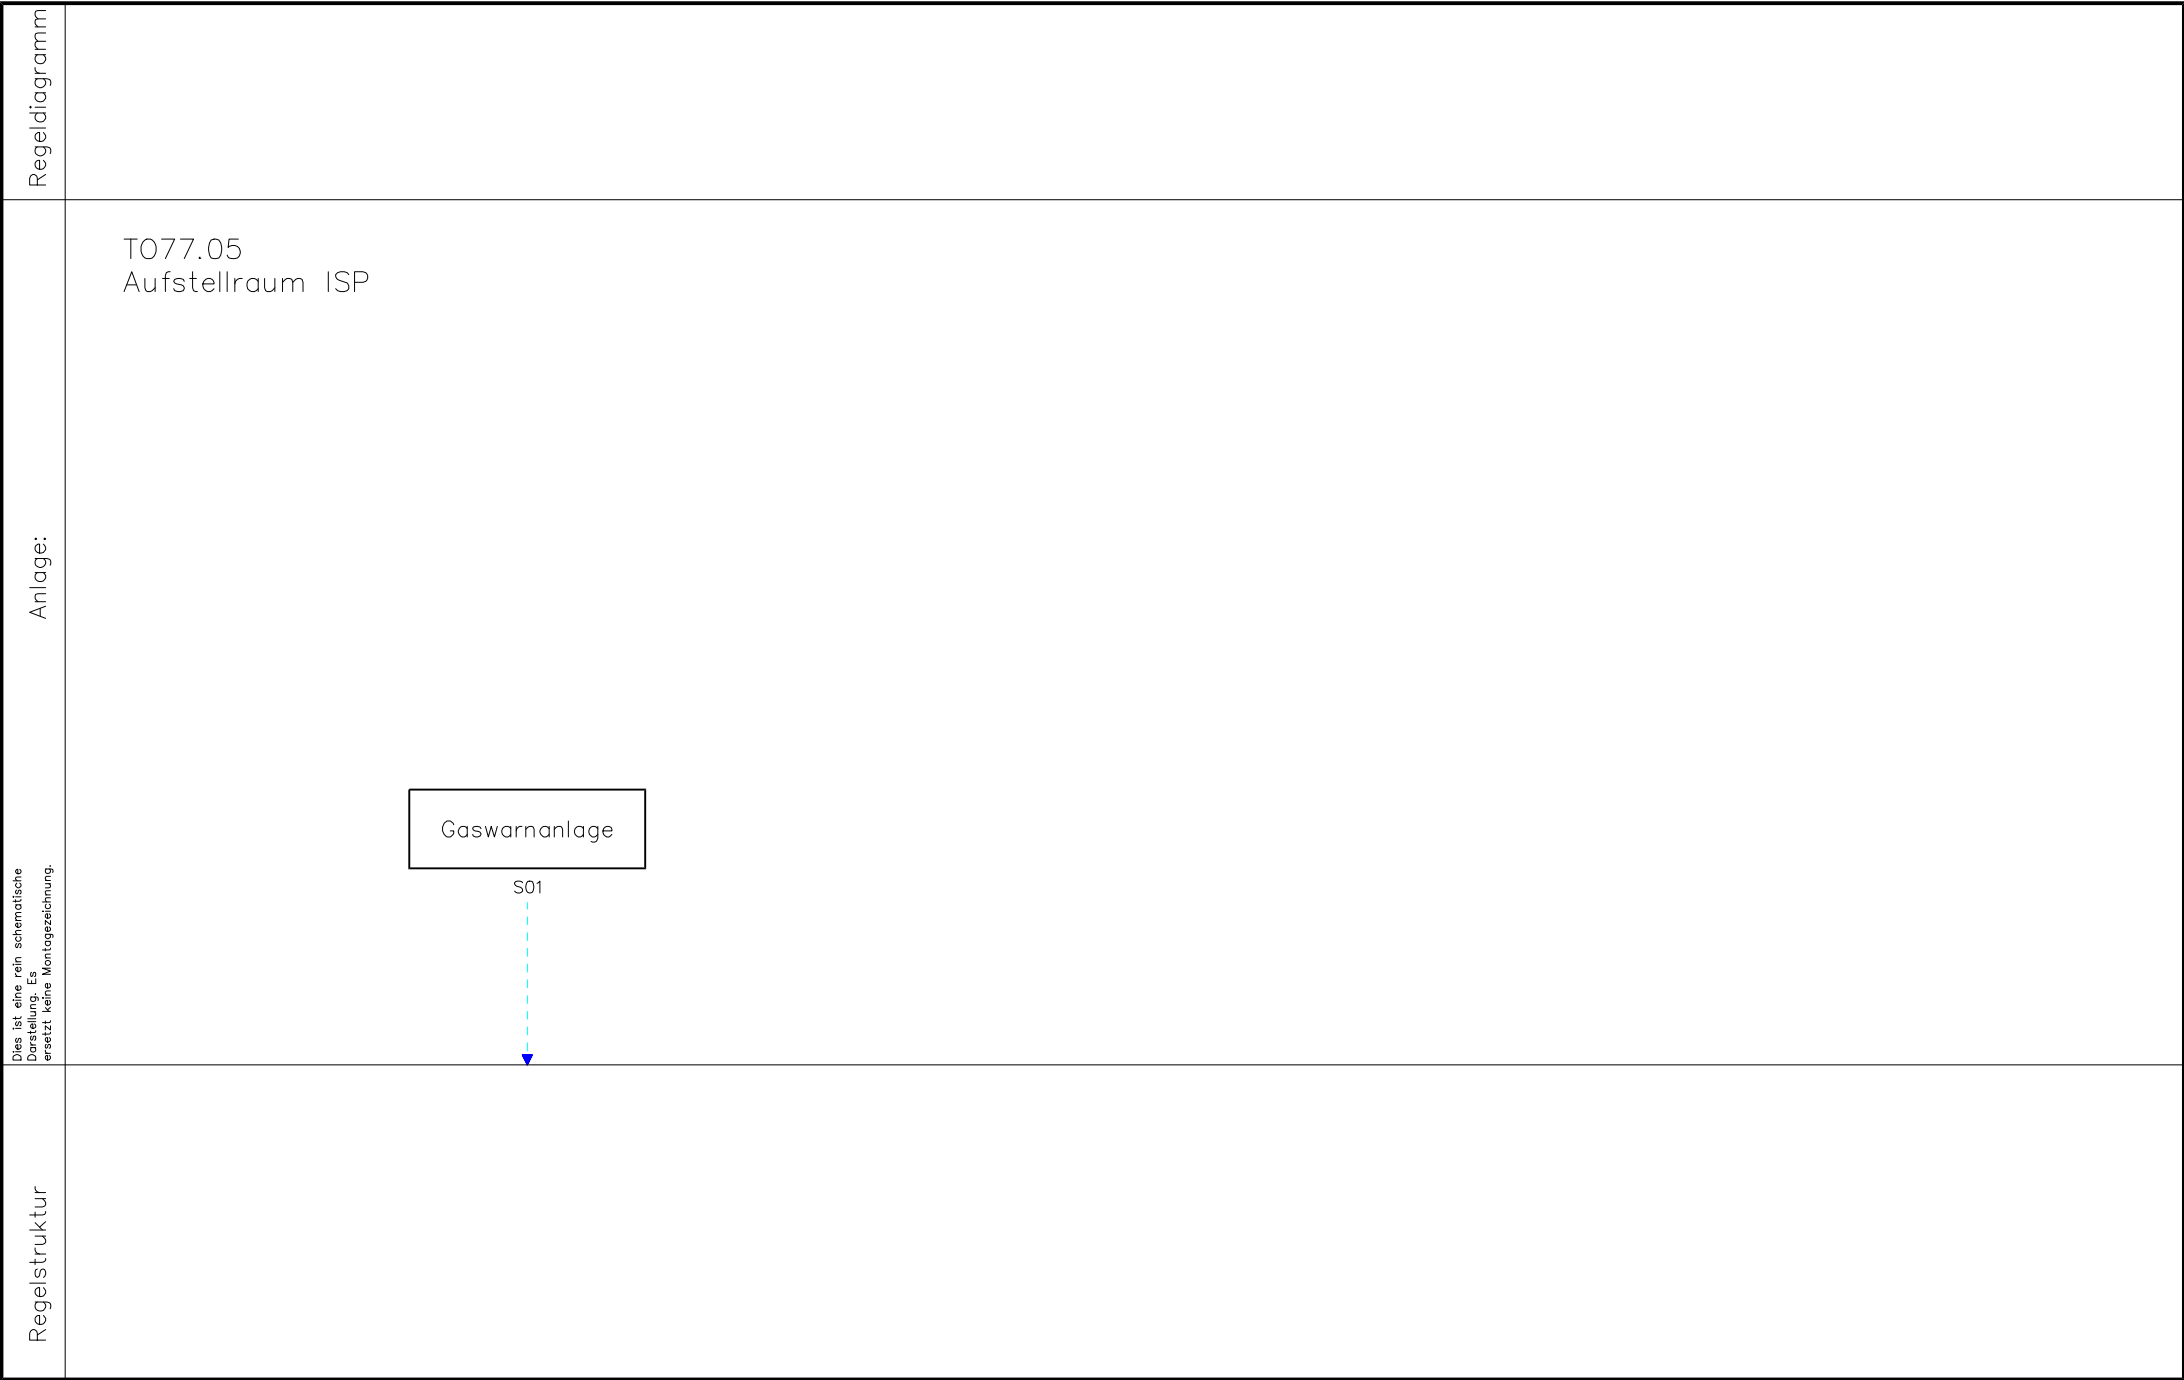 Regeldiagramm
T077.05
Aufstellraum ISP
Anlage:
Gaswarnanlage
S01
Dies ist eine rein schematische
Darstellung. Es
ersetzt keine Montagezeichnung.
Regelstruktur